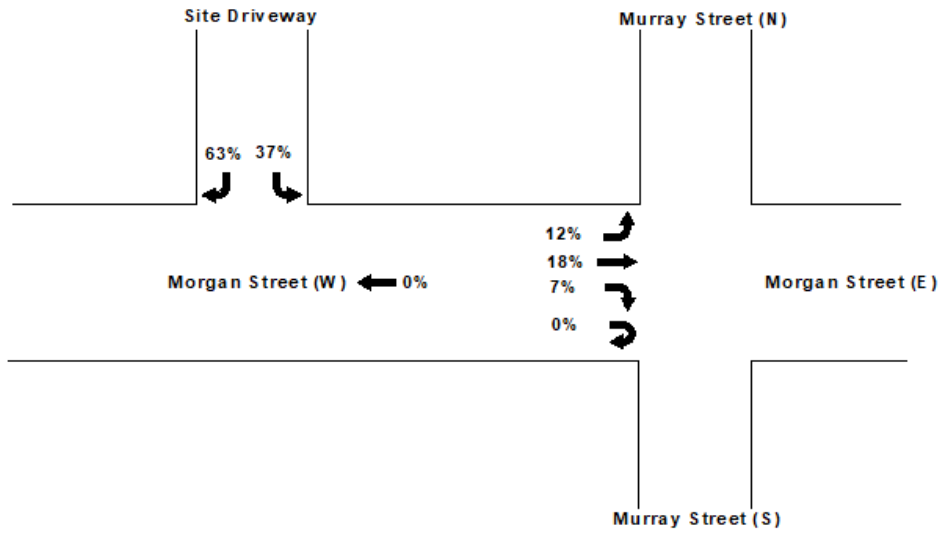 Site Driveway
Murray Street (N)
63% 37%
12%
18%
Morgan Street (W) 0%
7%
Morgan Street (E)
0%
Murray Street (S)